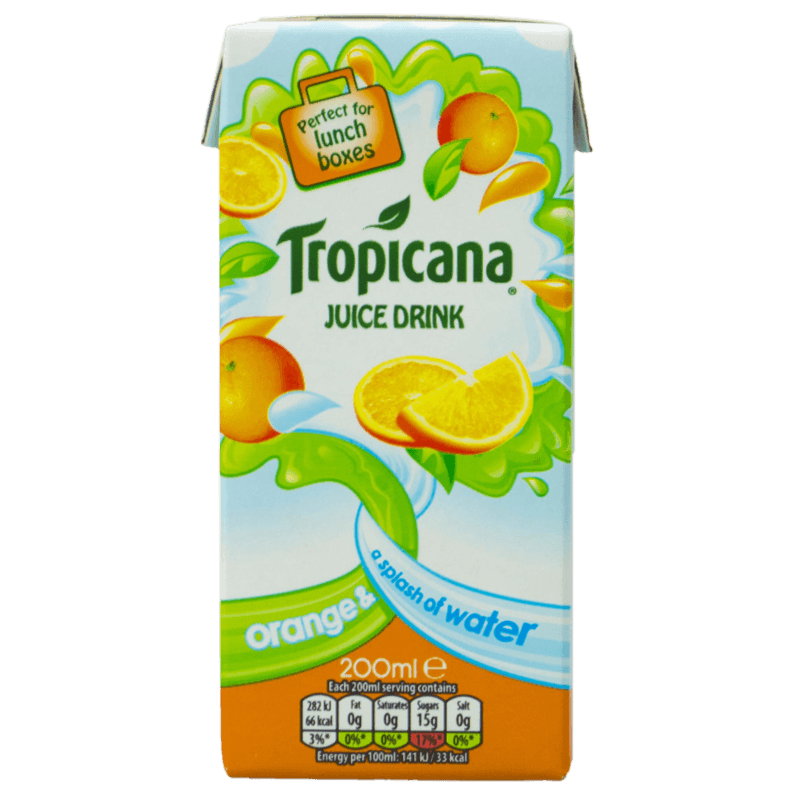 Perfect for
lunch
boxes
Tropicana®
JUICE DRINK
orange &
a splash of water
200ml ℮
Each 200ml serving contains
282 kJ Fat Saturates Sugars Salt
66 kcal 0g 0g 15g 0g
3%* 0%* 0%* 17%* 0%*
Energy per 100ml: 141 kJ / 33 kcal